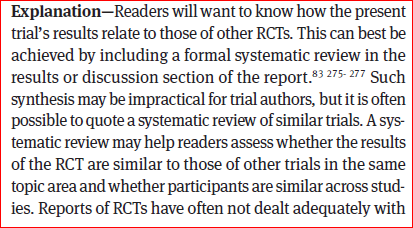 Explanation—Readers will want to know how the present
trial's results relate to those of other RCTs. This can best be
achieved by including a formal systematic review in the
results or discussion section of the report.83 275- 277 Such
synthesis may be impractical for trial authors, but it is often
possible to quote a systematic review of similar trials. A sys-
tematic review may help readers assess whether the results
of the RCT are similar to those of other trials in the same
topic area and whether participants are similar across stud-
ies. Reports of RCTs have often not dealt adequately with